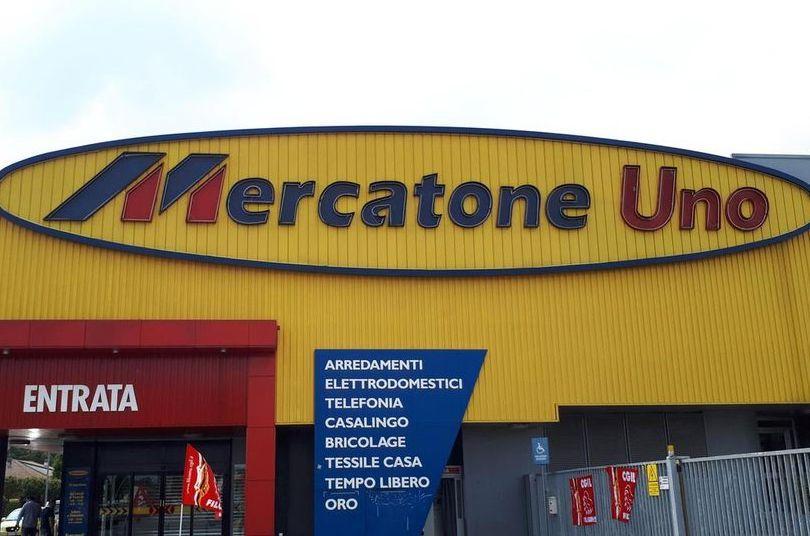 Mercatone Uno
ENTRATA
ARREDAMENTI
ELETTRODOMESTICI
TELEFONIA
CASALINGO
BRICOLAGE
TESSILE CASA
TEMPO LIBERO
ORO
CGIL